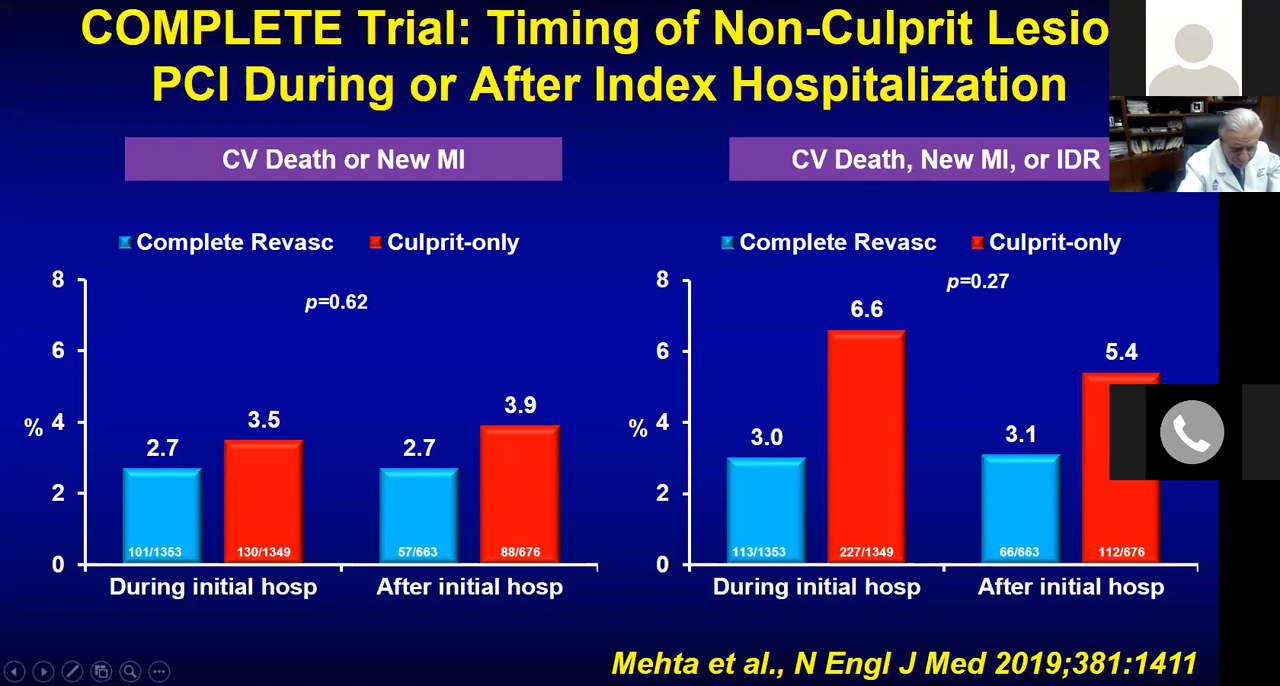 COMPLETE Trial: Timing of Non-Culprit Lesio
PCI During or After Index Hospitalization
CV Death or New MI
Complete Revasc
Culprit-only
p=0.62
8
6
4
2
0
%
2.7
3.5
2.7
3.9
101/1353
130/1349
57/663
88/676
During initial hosp
After initial hosp
CV Death, New MI, or IDR
Complete Revasc
Culprit-only
p=0.27
8
6
4
2
0
%
3.0
6.6
3.1
5.4
113/1353
227/1349
66/663
112/676
During initial hosp
After initial hosp
Mehta et al., N Engl J Med 2019;381:1411